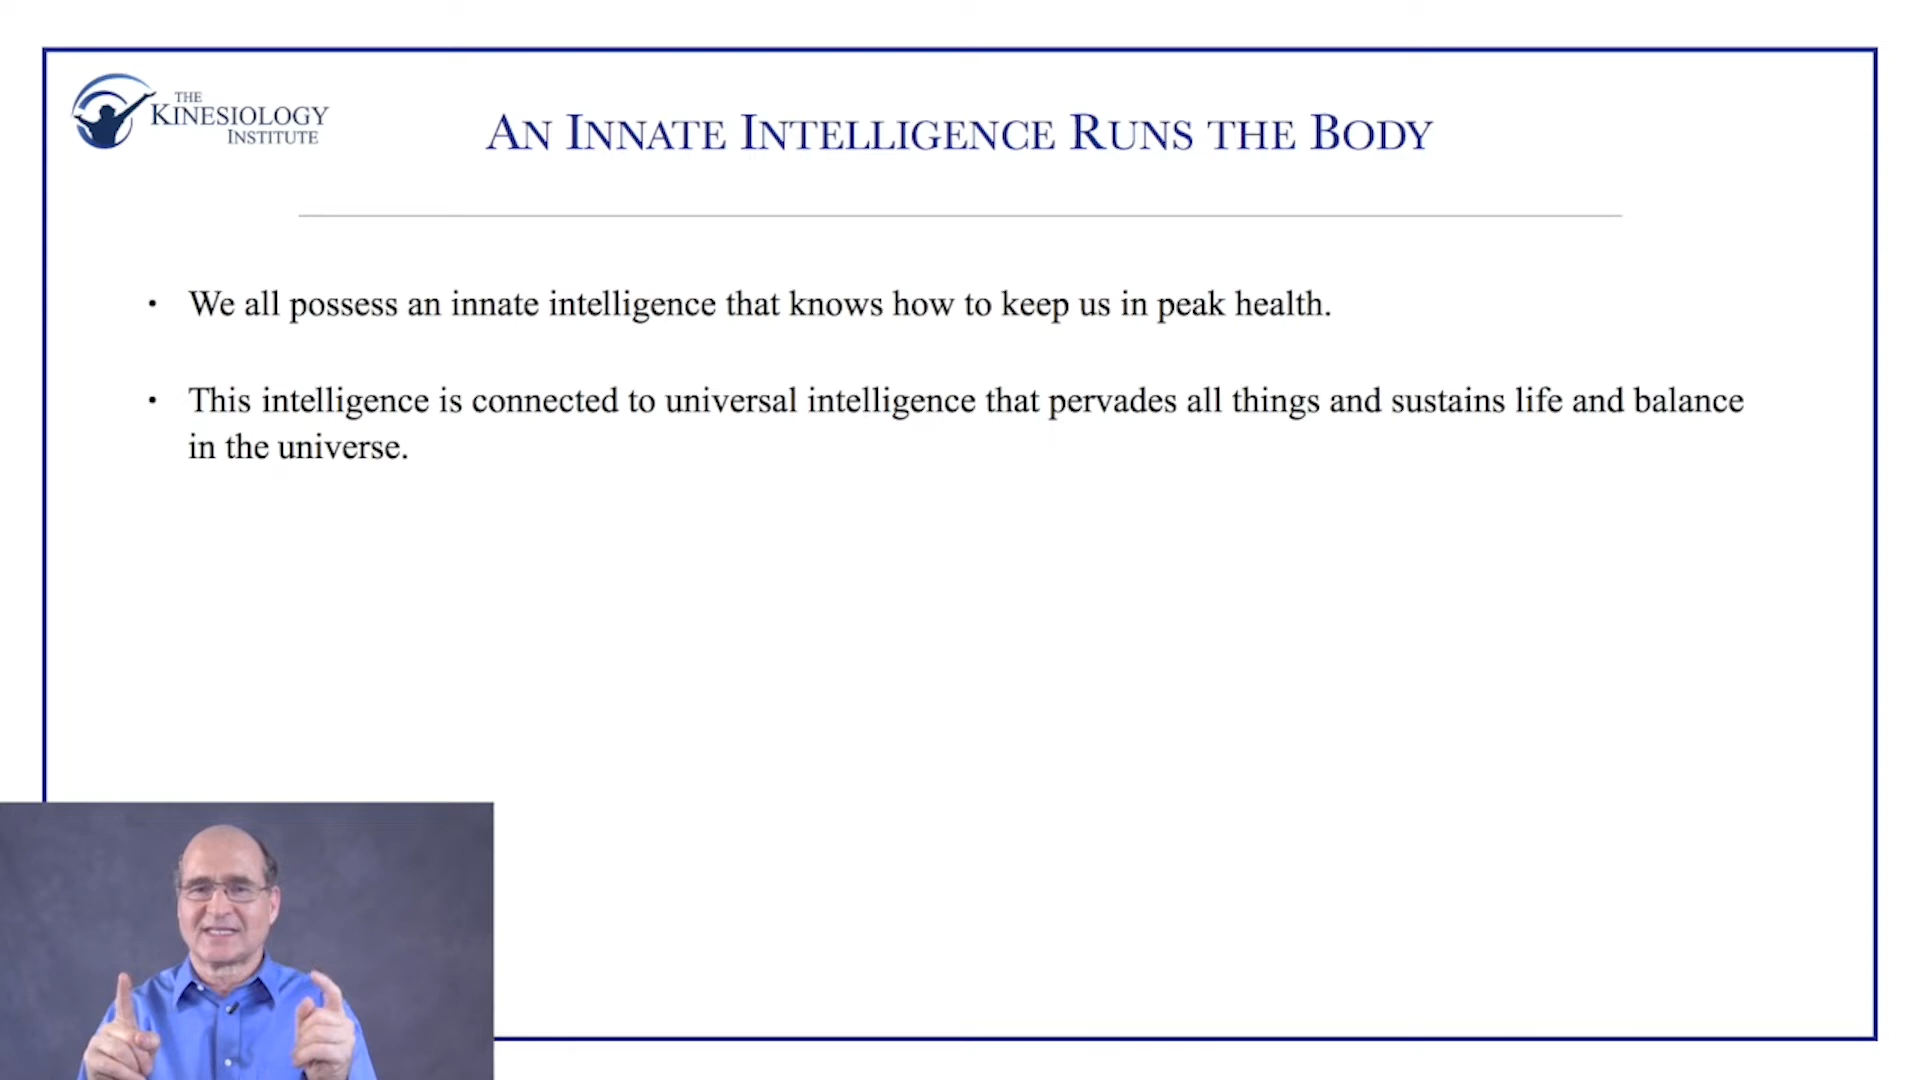 THE
KINESIOLOGY
INSTITUTE
AN INNATE INTELLIGENCE RUNS THE BODY
• We all possess an innate intelligence that knows how to keep us in peak health.
• This intelligence is connected to universal intelligence that pervades all things and sustains life and balance
in the universe.